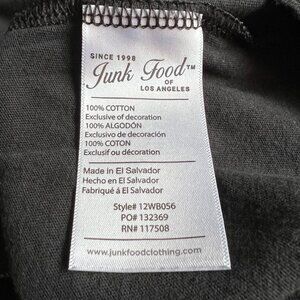 SINCE 1998
Junk Food™
OF
LOS ANGELES
100% COTTON
Exclusive of decoration
100% ALGODÓN
Exclusivo de decoración
100% COTON
Exclusif ou décoration
Made in El Salvador
Hecho en El Salvador
Fabriqué á El Salvador
Style# 12WB056
PO# 132369
RN# 117508
www.junkfoodclothing.com